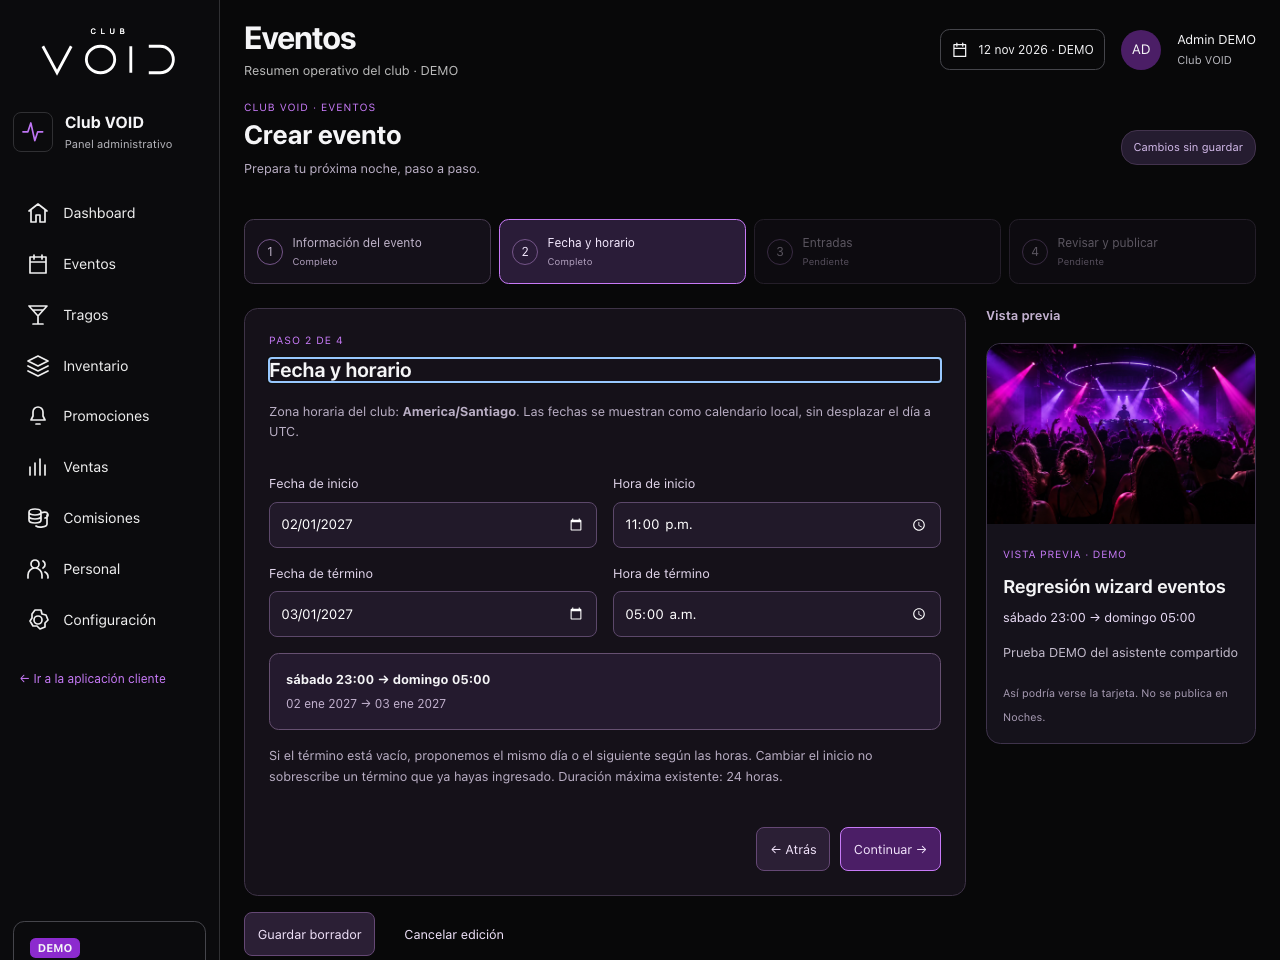 CLUB
VOID
Club VOID
Panel administrativo
Dashboard
Eventos
Tragos
Inventario
Promociones
Ventas
Comisiones
Personal
Configuración
← Ir a la aplicación cliente
DEMO
Eventos
Resumen operativo del club · DEMO
12 nov 2026 · DEMO
AD
Admin DEMO
Club VOID
CLUB VOID · EVENTOS
Crear evento
Prepara tu próxima noche, paso a paso.
Cambios sin guardar
1
Información del evento
Completo
2
Fecha y horario
Completo
3
Entradas
Pendiente
4
Revisar y publicar
Pendiente
PASO 2 DE 4
Fecha y horario
Zona horaria del club: America/Santiago. Las fechas se muestran como calendario local, sin desplazar el día a
UTC.
Fecha de inicio
02/01/2027
Hora de inicio
11:00 p.m.
Fecha de término
03/01/2027
Hora de término
05:00 a.m.
sábado 23:00 → domingo 05:00
02 ene 2027 → 03 ene 2027
Si el término está vacío, proponemos el mismo día o el siguiente según las horas. Cambiar el inicio no
sobrescribe un término que ya hayas ingresado. Duración máxima existente: 24 horas.
← Atrás
Continuar →
Guardar borrador
Cancelar edición
Vista previa
VISTA PREVIA · DEMO
Regresión wizard eventos
sábado 23:00 → domingo 05:00
Prueba DEMO del asistente compartido
Así podría verse la tarjeta. No se publica en
Noches.